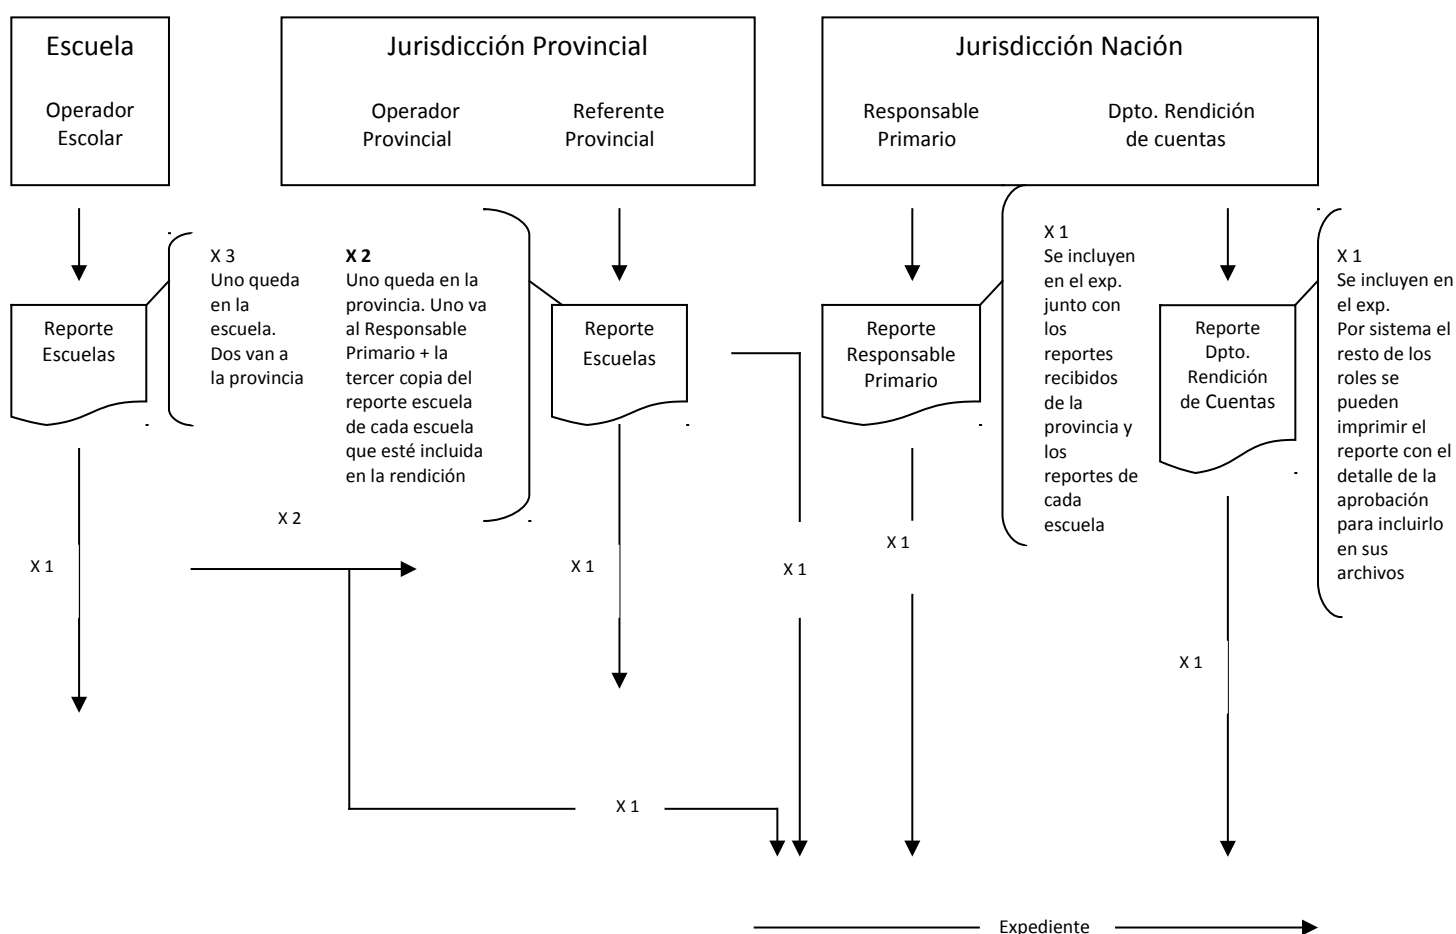 Escuela
Operador
Escolar
Jurisdicción Provincial
Operador
Provincial
Referente
Provincial
Jurisdicción Nación
Responsable
Primario
Dpto. Rendición
de cuentas
Reporte
Escuelas
X 3
Uno queda
en la
escuela.
Dos van a
la provincia
X 2
Uno queda en la
provincia. Uno va
al Responsable
Primario + la
tercer copia del
reporte escuela
de cada escuela
que esté incluida
en la rendición
Reporte
Escuelas
Reporte
Responsable
Primario
X 1
Se incluyen
en el exp.
junto con
los
reportes
recibidos
de la
provincia y
los
reportes de
cada
escuela
Reporte
Dpto.
Rendición
de Cuentas
X 1
Se incluyen en
el exp.
Por sistema el
resto de los
roles se
pueden
imprimir el
reporte con el
detalle de la
aprobación
para incluirlo
en sus
archivos
X 2
X 1
X 1
X 1
X 1
X 1
X 1
Expediente